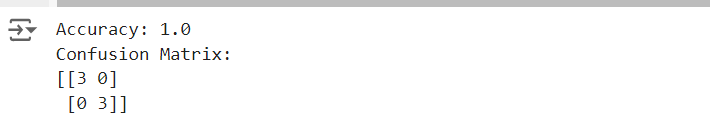 Accuracy: 1.0
Confusion Matrix:
[[3 0]
 [0 3]]